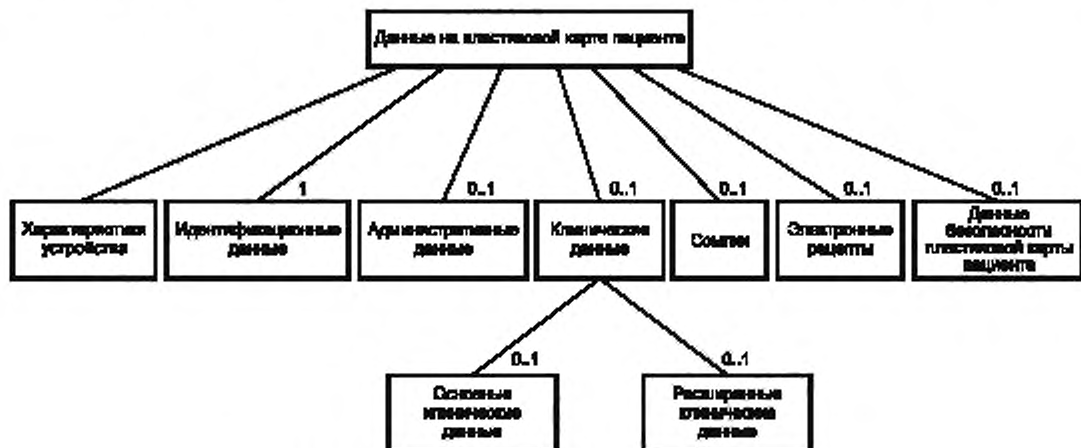 Данные на пластиковой карте пациента
1
0..1
0..1
0..1
0..1
0..1
Характеристики
устройства
Идентификационные
данные
Административные
данные
Клинические
данные
Ссылки
Электронные
рецепты
Данные
безопасности
пластиковой карты
пациента
0..1
0..1
Основные
клинические
данные
Расширенные
клинические
данные